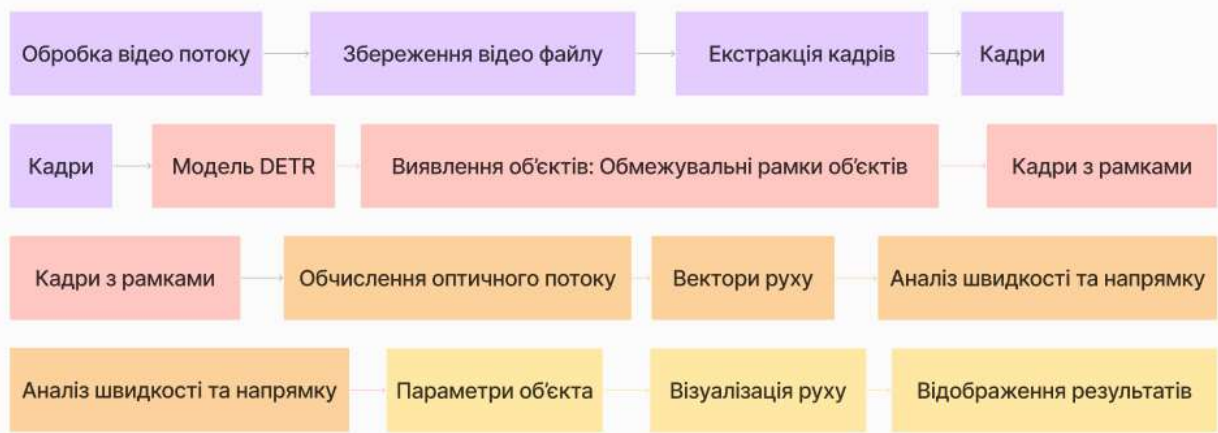 Обробка відео потоку Збереження відео файлу Екстракція кадрів Кадри
Кадри Модель DETR Виявлення об'єктів: Обмежувальні рамки об'єктів Кадри з рамками
Кадри з рамками Обчислення оптичного потоку Вектори руху Аналіз швидкості та напрямку
Аналіз швидкості та напрямку Параметри об'єкта Візуалізація руху Відображення результатів